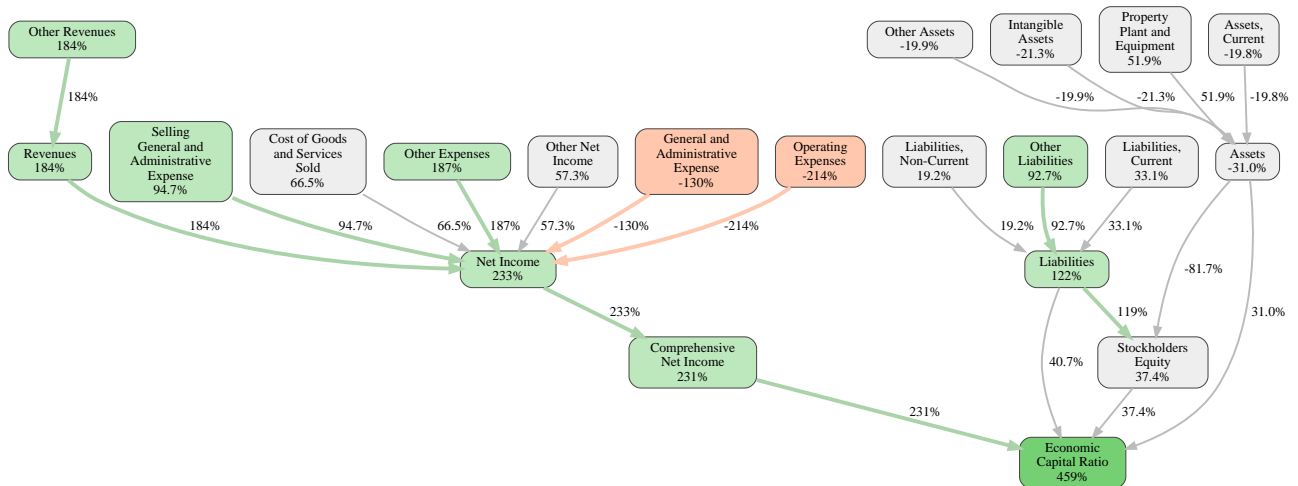 Other Revenues
184%
Other Assets
-19.9%
Intangible
Assets
-21.3%
Property
Plant and
Equipment
51.9%
Assets,
Current
-19.8%
184%
-19.9%
-21.3%
51.9%
-19.8%
Revenues
184%
Selling
General and
Administrative
Expense
94.7%
Cost of Goods
and Services
Sold
66.5%
Other Expenses
187%
Other Net
Income
57.3%
General and
Administrative
Expense
-130%
Operating
Expenses
-214%
Liabilities,
Non-Current
19.2%
Other
Liabilities
92.7%
Liabilities,
Current
33.1%
Assets
-31.0%
184%
94.7%
66.5%
187%
57.3%
-130%
-214%
19.2%
92.7%
33.1%
Net Income
233%
Liabilities
122%
-81.7%
233%
119%
31.0%
Comprehensive
Net Income
231%
40.7%
Stockholders
Equity
37.4%
231%
37.4%
Economic
Capital Ratio
459%